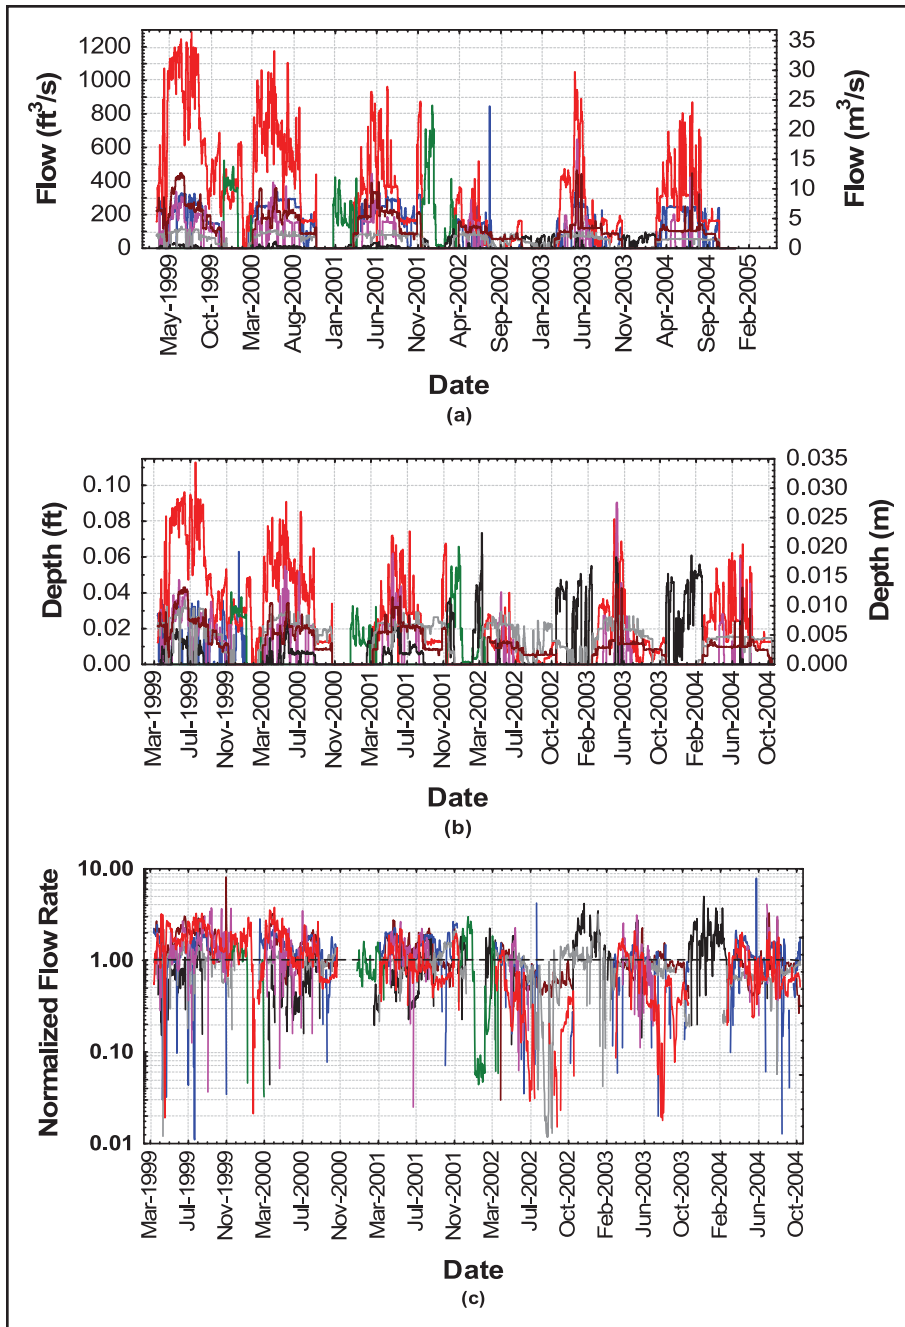 1200
1000
800
600
400
200
0
Flow (ft³/s)
35
30
25
20
15
10
5
0
Flow (m³/s)
May-1999
Oct-1999
Mar-2000
Aug-2000
Jan-2001
Jun-2001
Nov-2001
Apr-2002
Sep-2002
Jan-2003
Jun-2003
Nov-2003
Apr-2004
Sep-2004
Feb-2005
Date
(a)
0.10
0.08
0.06
0.04
0.02
0.00
Depth (ft)
0.035
0.030
0.025
0.020
0.015
0.010
0.005
0.000
Depth (m)
Mar-1999
Jul-1999
Nov-1999
Mar-2000
Jul-2000
Nov-2000
Mar-2001
Jul-2001
Nov-2001
Mar-2002
Jul-2002
Oct-2002
Feb-2003
Jun-2003
Oct-2003
Feb-2004
Jun-2004
Oct-2004
Date
(b)
10.00
1.00
0.10
0.01
Normalized Flow Rate
Mar-1999
Jul-1999
Nov-1999
Mar-2000
Jul-2000
Nov-2000
Mar-2001
Jul-2001
Nov-2001
Mar-2002
Jul-2002
Oct-2002
Feb-2003
Jun-2003
Oct-2003
Feb-2004
Jun-2004
Oct-2004
Date
(c)